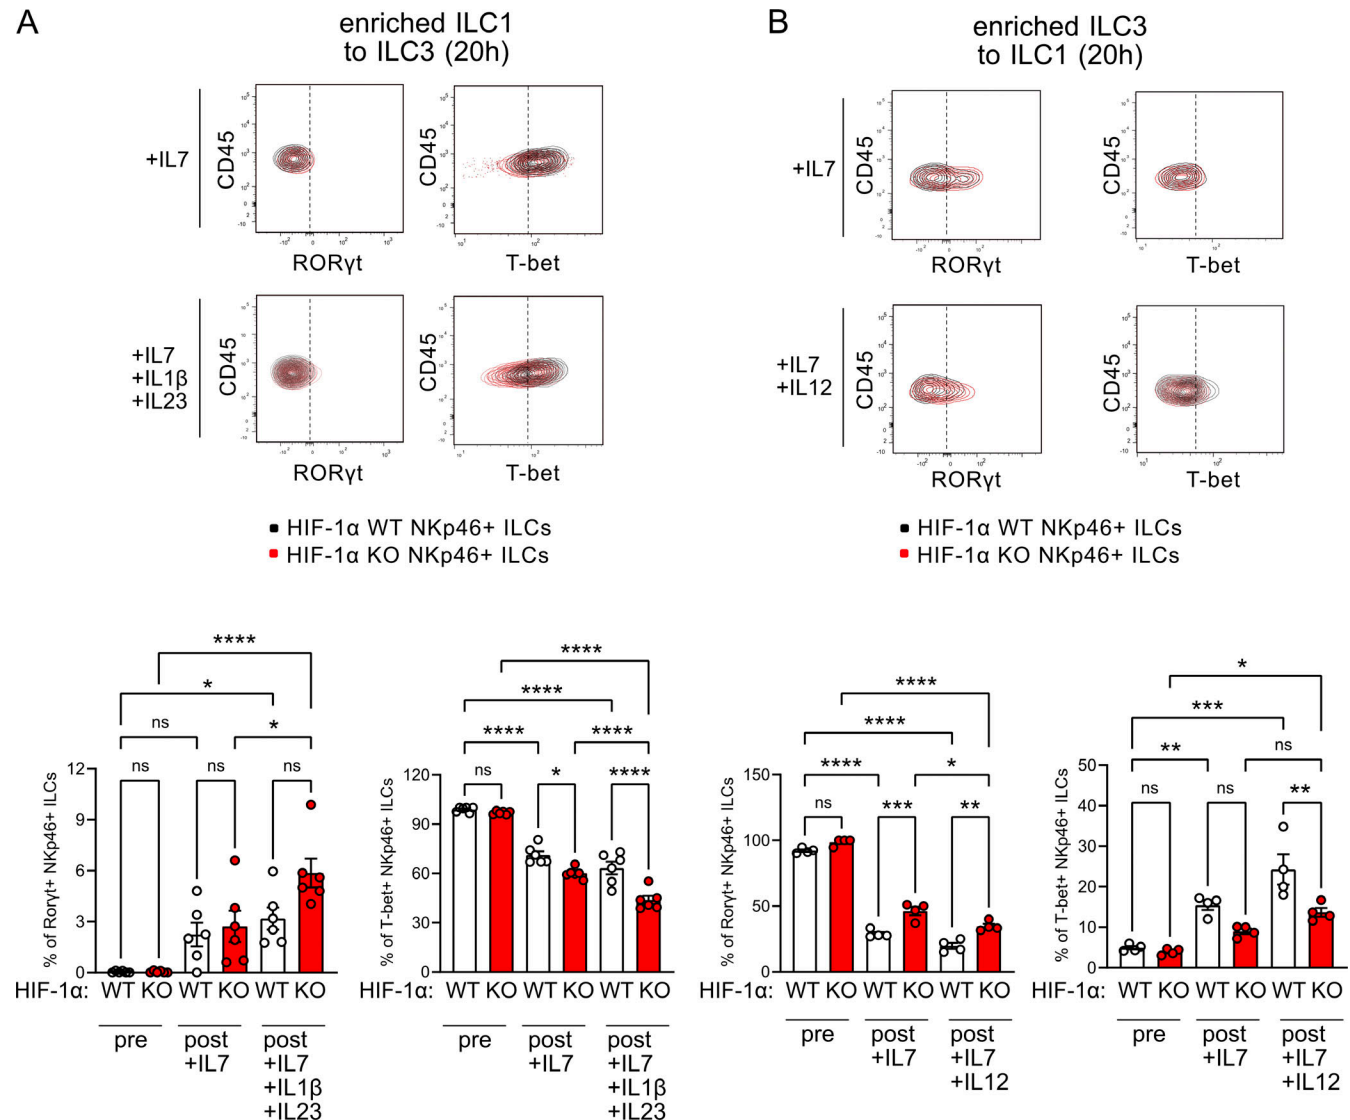 A
enriched ILC1
to ILC3 (20h)
B
enriched ILC3
to ILC1 (20h)
+IL7
CD45
RORγt
CD45
T-bet
+IL7
CD45
RORγt
CD45
T-bet
+IL7
+IL1β
+IL23
CD45
RORγt
CD45
T-bet
+IL7
+IL12
CD45
RORγt
CD45
T-bet
HIF-1α WT NKp46+ ILCs
HIF-1α KO NKp46+ ILCs
HIF-1α WT NKp46+ ILCs
HIF-1α KO NKp46+ ILCs
****
*
ns
*
ns
ns
ns
% of Rorγt+ NKp46+ ILCs
12
9
6
3
0
HIF-1α: WT KO WT KO WT KO
pre
post
+IL7
post
+IL7
+IL1β
+IL23
****
****
****
****
ns
*
****
% of T-bet+ NKp46+ ILCs
120
90
60
30
0
HIF-1α: WT KO WT KO WT KO
pre
post
+IL7
post
+IL7
+IL1β
+IL23
****
****
****
*
ns
***
**
% of Rorγt+ NKp46+ ILCs
150
100
50
0
HIF-1α: WT KO WT KO WT KO
pre
post
+IL7
post
+IL7
+IL12
*
***
**
ns
ns
ns
**
% of T-bet+ NKp46+ ILCs
50
40
30
20
10
0
HIF-1α: WT KO WT KO WT KO
pre
post
+IL7
post
+IL7
+IL12